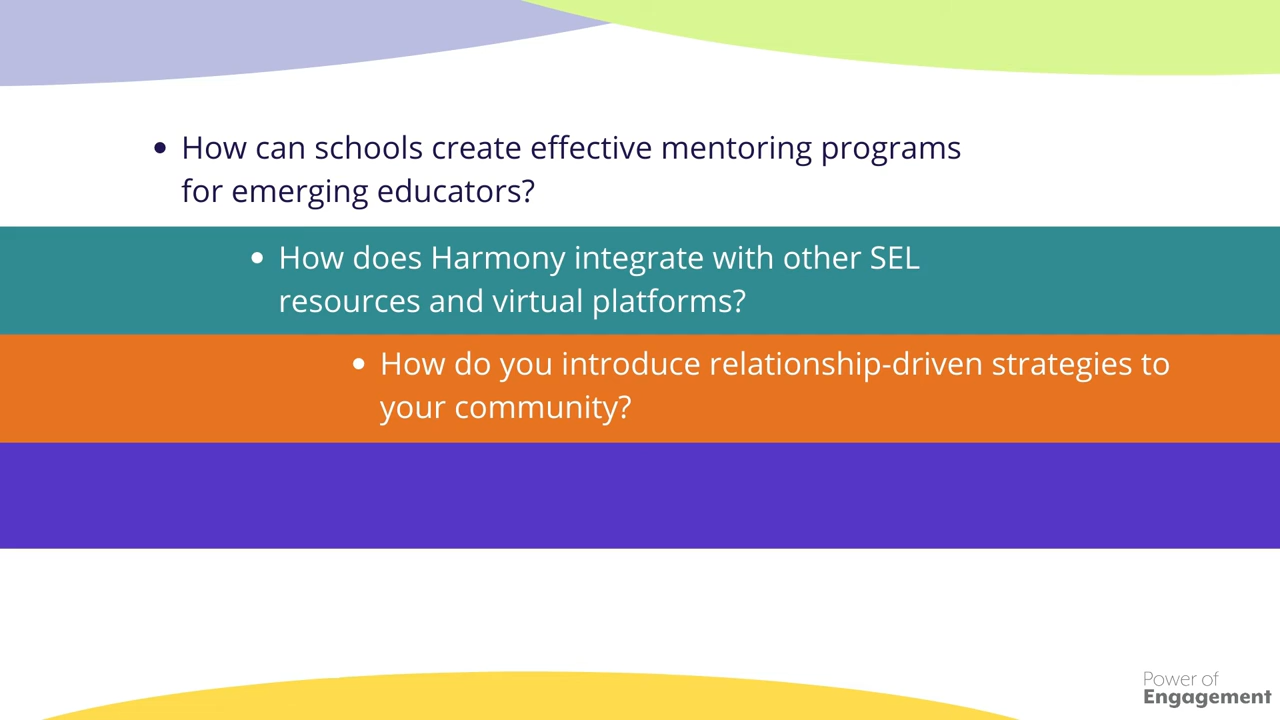 • How can schools create effective mentoring programs
for emerging educators?
• How does Harmony integrate with other SEL
resources and virtual platforms?
• How do you introduce relationship-driven strategies to
your community?
Power of
Engagement